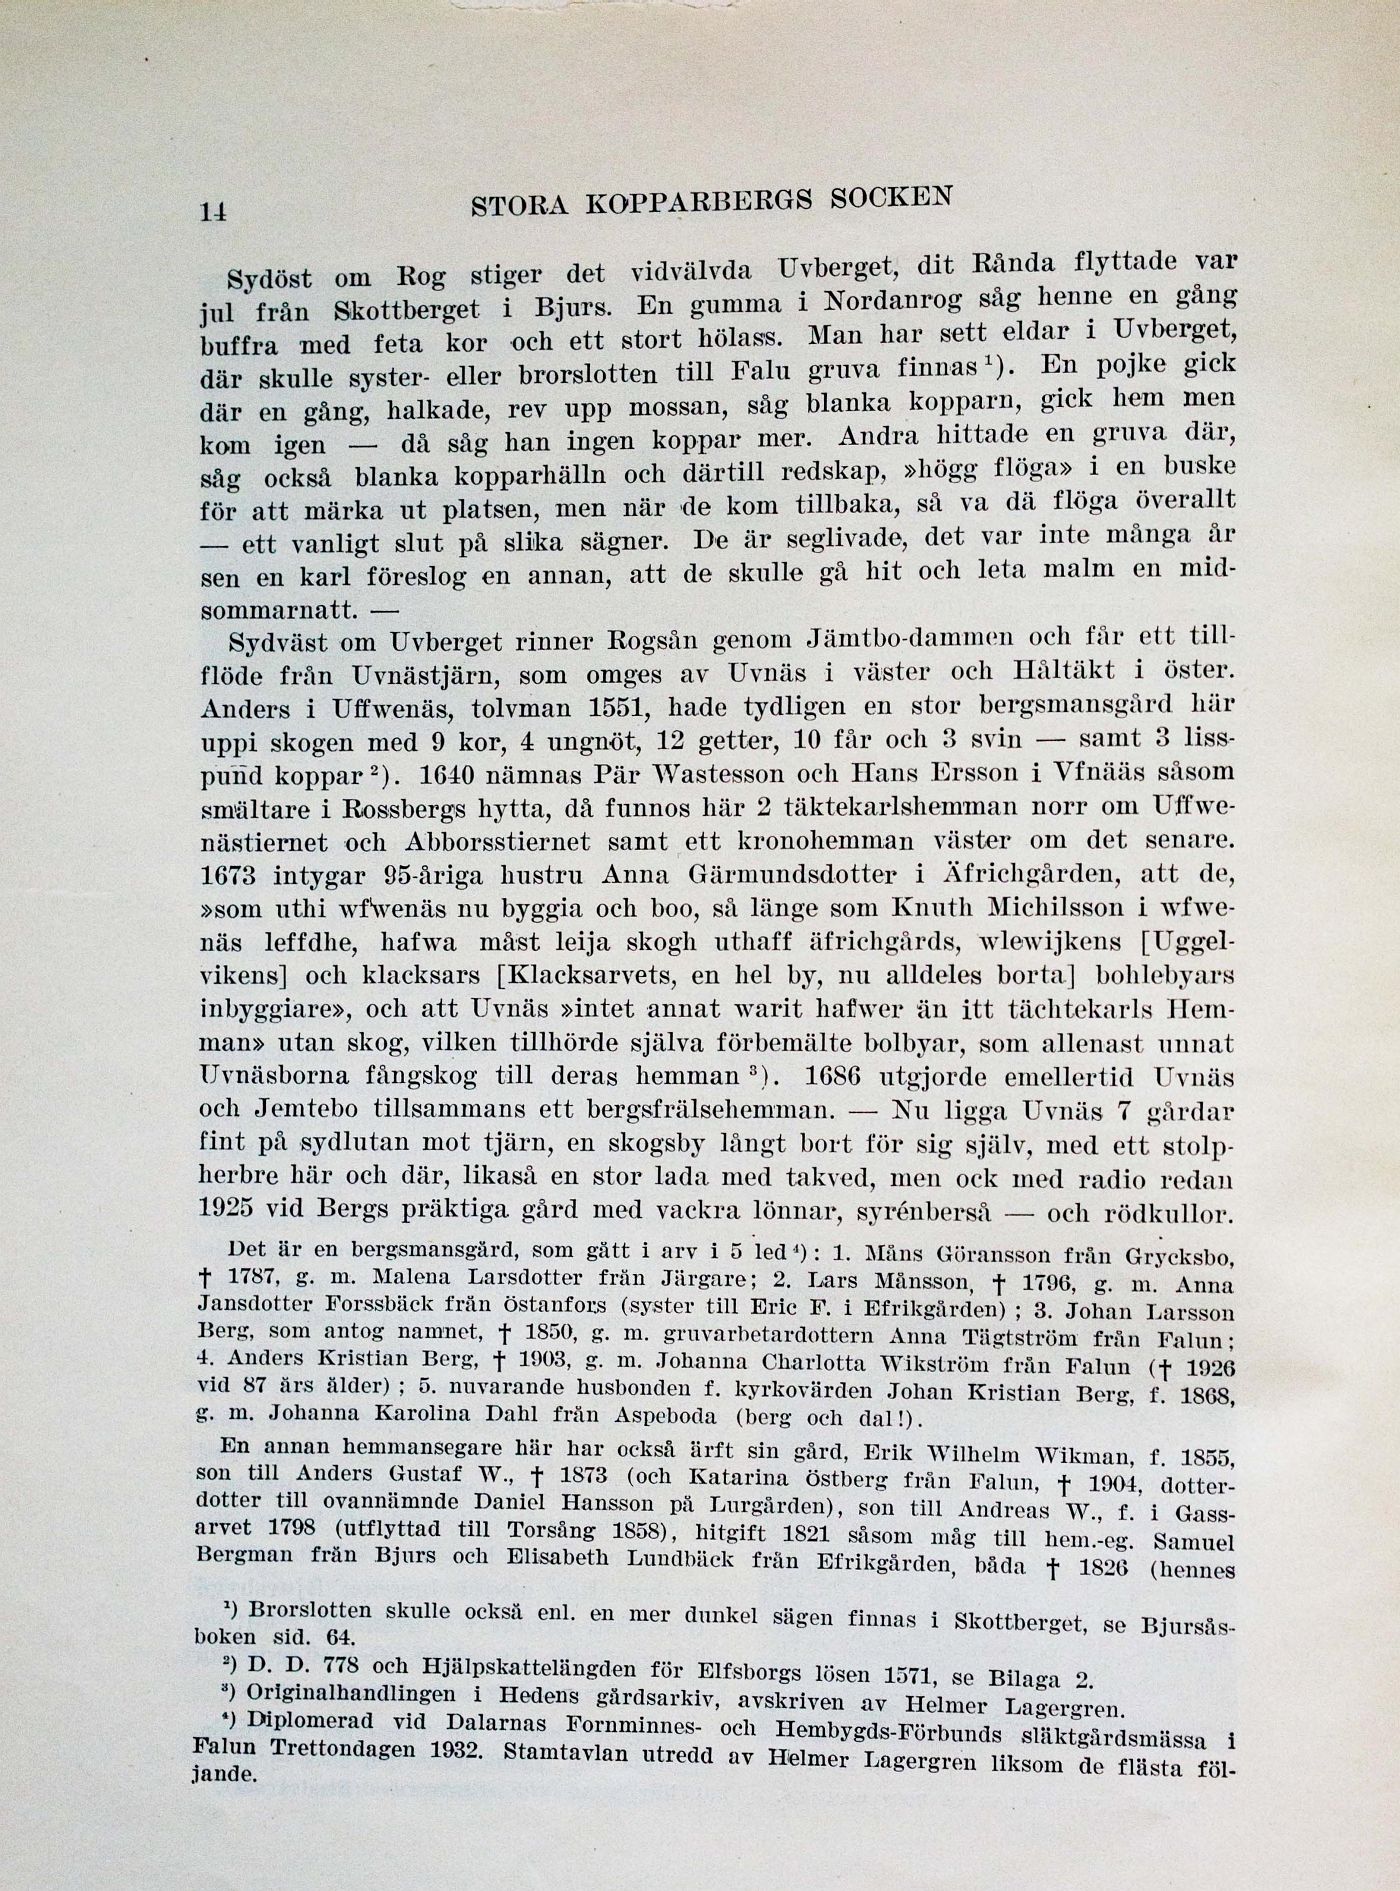 14
STORA KOPPARBERGS SOCKEN
Sydöst om Rog stiger det vidvälvda Uvberget, dit Rånda flyttade var
jul från Skottberget i Bjurs. En gumma i Nordanrog såg henne en gång
buffra med feta kor och ett stort hölass. Man har sett eldar i Uvberget,
där skulle syster- eller brorslotten till Falu gruva finnas ¹). En pojke gick
där en gång, halkade, rev upp mossan, såg blanka kopparn, gick hem men
kom igen — då såg han ingen koppar mer. Andra hittade en gruva där,
såg också blanka kopparhälln och därtill redskap, »högg flöga» i en buske
för att märka ut platsen, men när de kom tillbaka, så va dä flöga överallt
— ett vanligt slut på slika sägner. De är seglivade, det var inte många år
sen en karl föreslog en annan, att de skulle gå hit och leta malm en mid-
sommarnatt. —
Sydväst om Uvberget rinner Rogsån genom Jämtbo-dammen och får ett till-
flöde från Uvnästjärn, som omges av Uvnäs i väster och Håltäkt i öster.
Anders i Uffwenäs, tolvman 1551, hade tydligen en stor bergsmansgård här
uppi skogen med 9 kor, 4 ungnöt, 12 getter, 10 får och 3 svin — samt 3 liss-
pund koppar ²). 1640 nämnas Pär Wastesson och Hans Ersson i Vfnääs såsom
smältare i Rossbergs hytta, då funnos här 2 täktekarlshemman norr om Uffwe-
nästiernet och Abborsstiernet samt ett kronohemman väster om det senare.
1673 intygar 95-åriga hustru Anna Gärmundsdotter i Äfrichgården, att de,
»som uthi wfwenäs nu byggia och boo, så länge som Knuth Michilsson i wfwe-
näs leffdhe, hafwa måst leija skogh uthaff äfrichgårds, wlewijkens [Uggel-
vikens] och klacksars [Klacksarvets, en hel by, nu alldeles borta] bohlebyars
inbyggiare», och att Uvnäs »intet annat warit hafwer än itt tächtekarls Hem-
man» utan skog, vilken tillhörde själva förbemälte bolbyar, som allenast unnat
Uvnäsborna fångskog till deras hemman ³). 1686 utgjorde emellertid Uvnäs
och Jemtebo tillsammans ett bergsfrälsehemman. — Nu ligga Uvnäs 7 gårdar
fint på sydlutan mot tjärn, en skogsby långt bort för sig själv, med ett stolp-
herbre här och där, likaså en stor lada med takved, men ock med radio redan
1925 vid Bergs präktiga gård med vackra lönnar, syrénberså — och rödkullor.
Det är en bergsmansgård, som gått i arv i 5 led ⁴): 1. Måns Göransson från Grycksbo,
† 1787, g. m. Malena Larsdotter från Järgare; 2. Lars Månsson, † 1796, g. m. Anna
Jansdotter Forssbäck från Östanfors (syster till Eric F. i Efrikgården) ; 3. Johan Larsson
Berg, som antog namnet, † 1850, g. m. gruvarbetardottern Anna Tägtström från Falun;
4. Anders Kristian Berg, † 1903, g. m. Johanna Charlotta Wikström från Falun († 1926
vid 87 års ålder) ; 5. nuvarande husbonden f. kyrkovärden Johan Kristian Berg, f. 1868,
g. m. Johanna Karolina Dahl från Aspeboda (berg och dal!).
En annan hemmansegare här har också ärft sin gård, Erik Wilhelm Wikman, f. 1855,
son till Anders Gustaf W., † 1873 (och Katarina Östberg från Falun, † 1904, dotter-
dotter till ovannämnde Daniel Hansson på Lurgården), son till Andreas W., f. i Gass-
arvet 1798 (utflyttad till Torsång 1858), hitgift 1821 såsom måg till hem.-eg. Samuel
Bergman från Bjurs och Elisabeth Lundbäck från Efrikgården, båda † 1826 (hennes
¹) Brorslotten skulle också enl. en mer dunkel sägen finnas i Skottberget, se Bjursås-
boken sid. 64.
²) D. D. 778 och Hjälpskattelängden för Elfsborgs lösen 1571, se Bilaga 2.
³) Originalhandlingen i Hedens gårdsarkiv, avskriven av Helmer Lagergren.
⁴) Diplomerad vid Dalarnas Fornminnes- och Hembygds-Förbunds släktgårdsmässa i
Falun Trettondagen 1932. Stamtavlan utredd av Helmer Lagergren liksom de flästa föl-
jande.